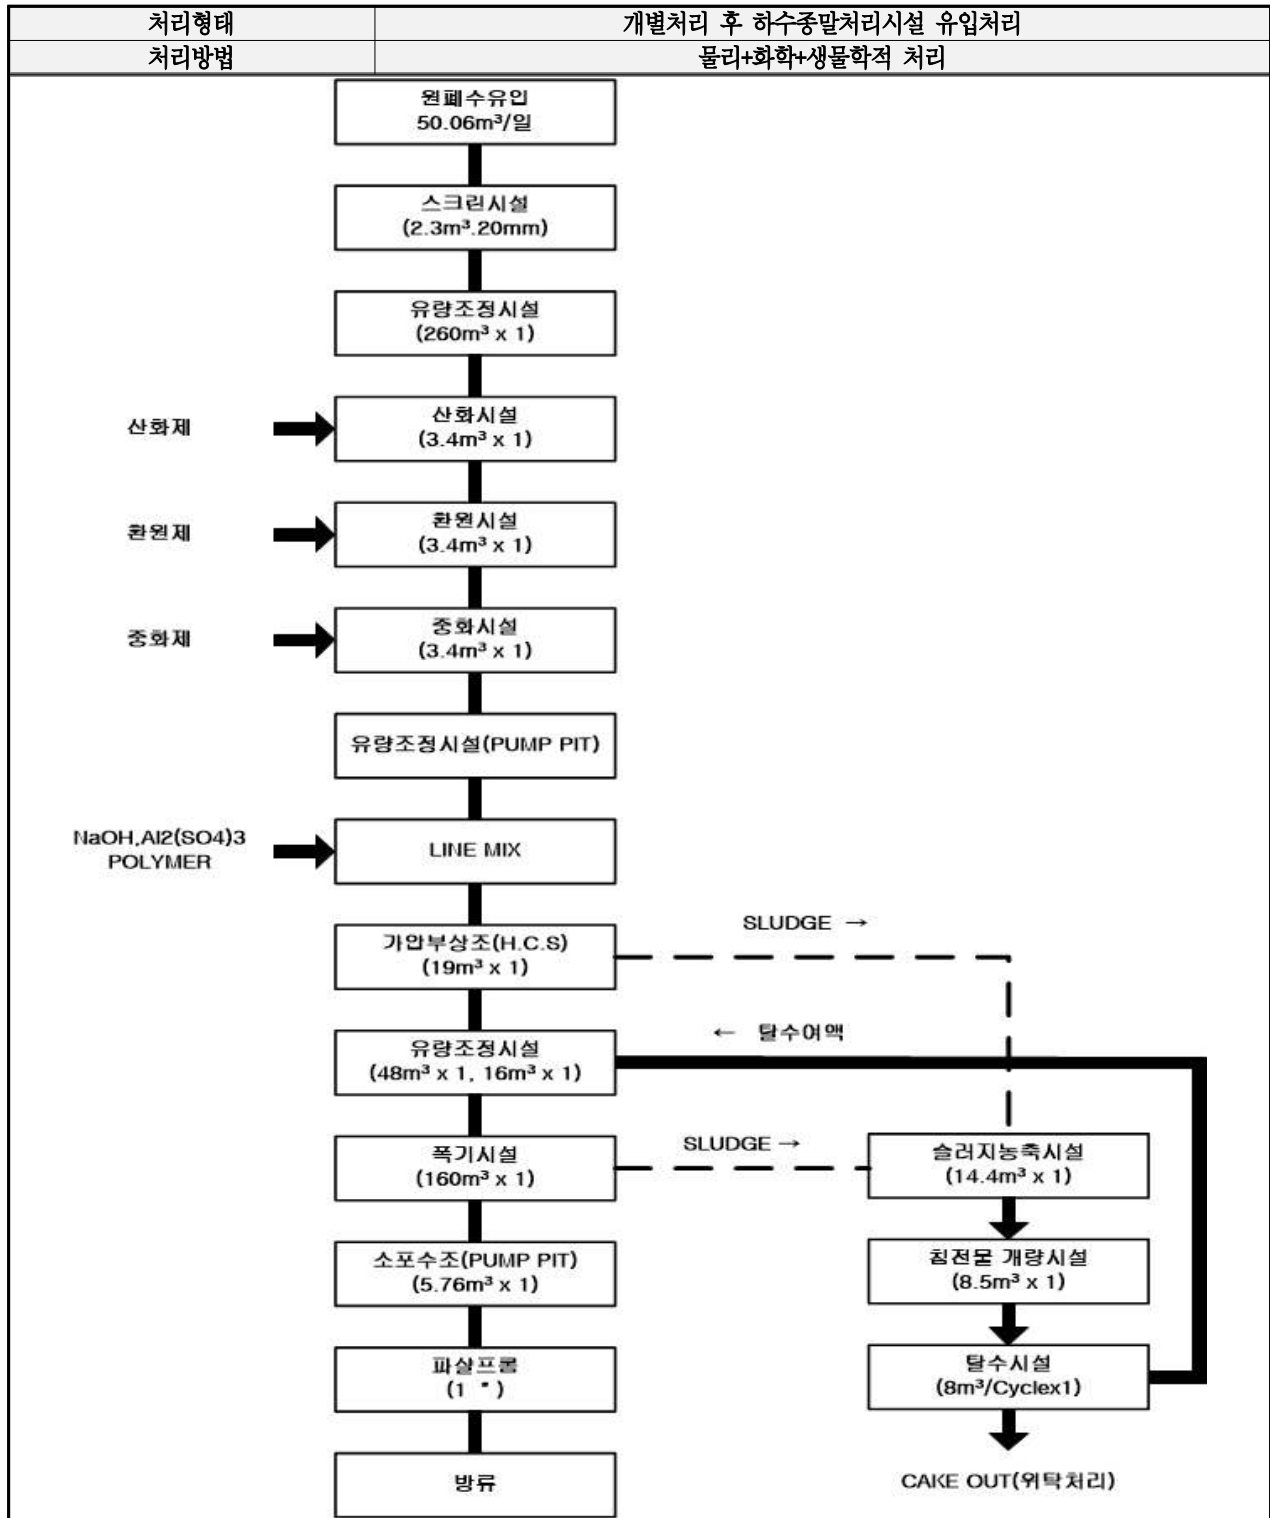 처리형태
개별처리 후 하수종말처리시설 유입처리
처리방법
물리+화학+생물학적 처리
원폐수유입
50.06m³/일
스크린시설
(2.3m³.20mm)
유량조정시설
(260m³ x 1)
산화제
산화시설
(3.4m³ x 1)
환원제
환원시설
(3.4m³ x 1)
중화제
중화시설
(3.4m³ x 1)
유량조정시설(PUMP PIT)
NaOH,Al2(SO4)3
POLYMER
LINE MIX
가압부상조(H.C.S)
(19m³ x 1)
SLUDGE →
유량조정시설
(48m³ x 1, 16m³ x 1)
← 탈수여액
폭기시설
(160m³ x 1)
SLUDGE →
슬러지농축시설
(14.4m³ x 1)
소포수조(PUMP PIT)
(5.76m³ x 1)
침전물 개량시설
(8.5m³ x 1)
파샬프롬
(1 ")
탈수시설
(8m³/Cyclex1)
방류
CAKE OUT(위탁처리)